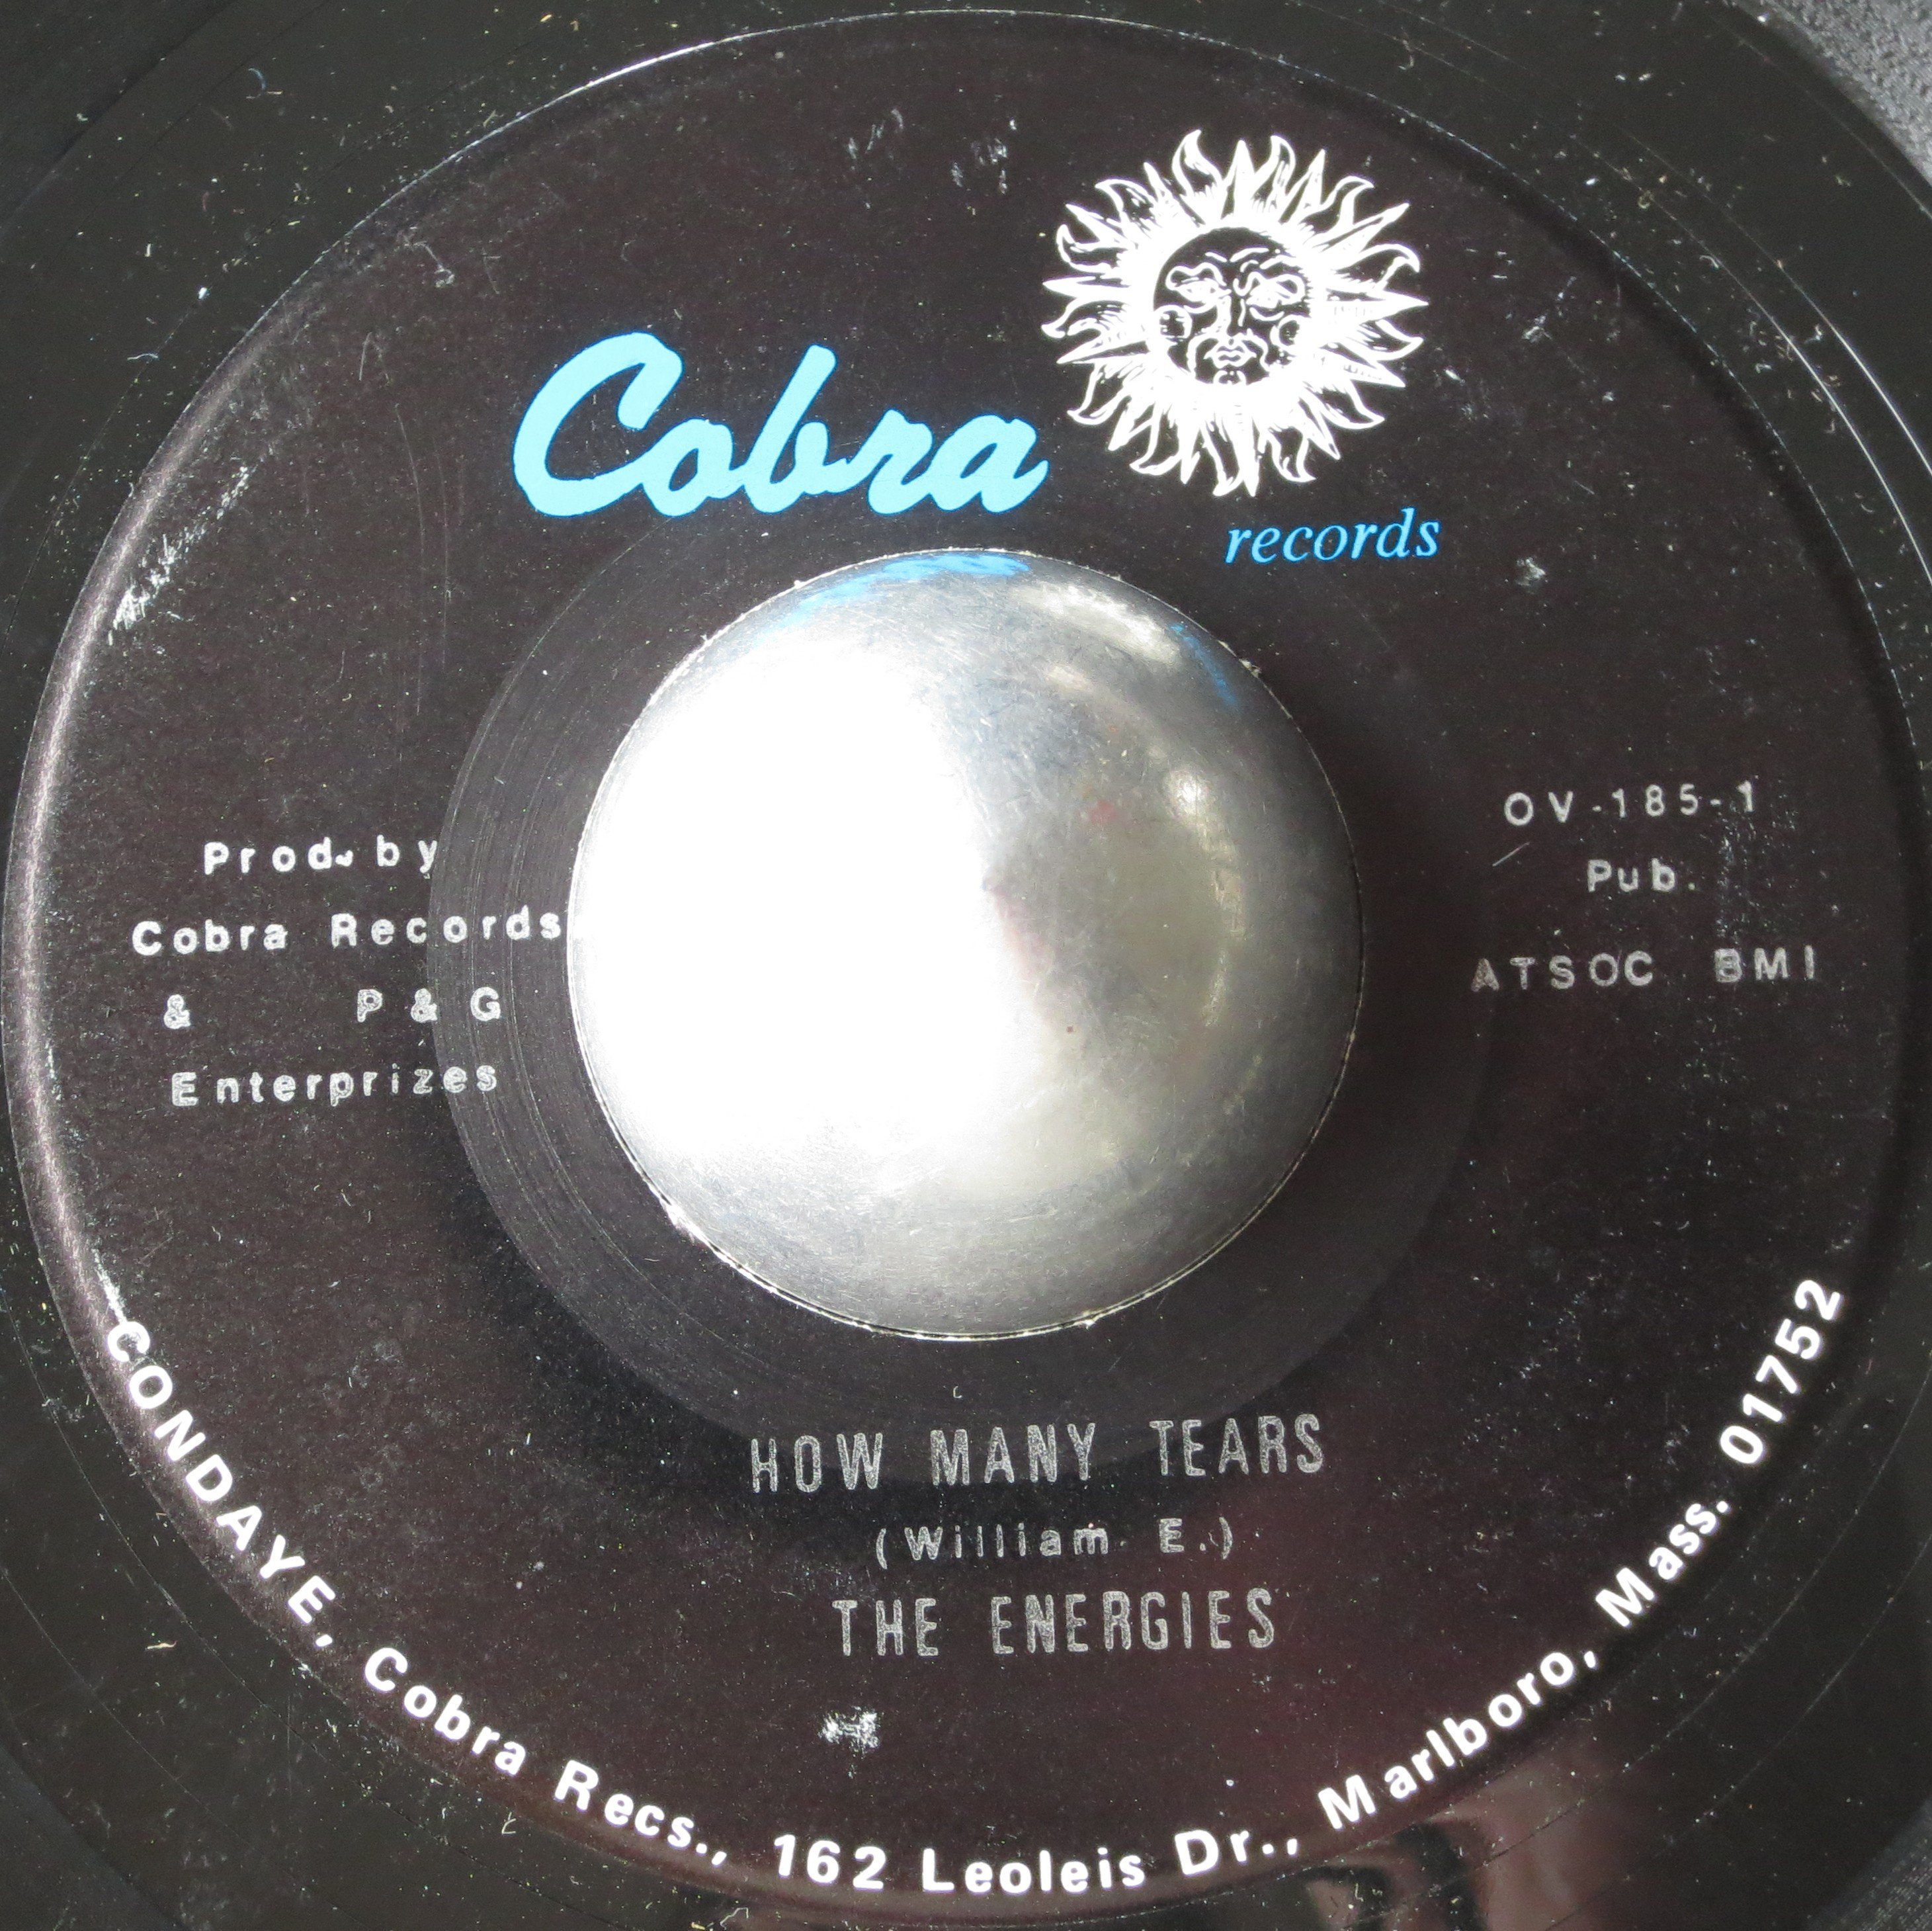 Cobra
records
Prod. by
Cobra Records
& P & G
Enterprizes
OV-185-1
Pub.
ATSOC BMI
HOW MANY TEARS
(William E.)
THE ENERGIES
CONDAYE, Cobra Recs., 162 Leoleis Dr., Marlboro, Mass. 01752